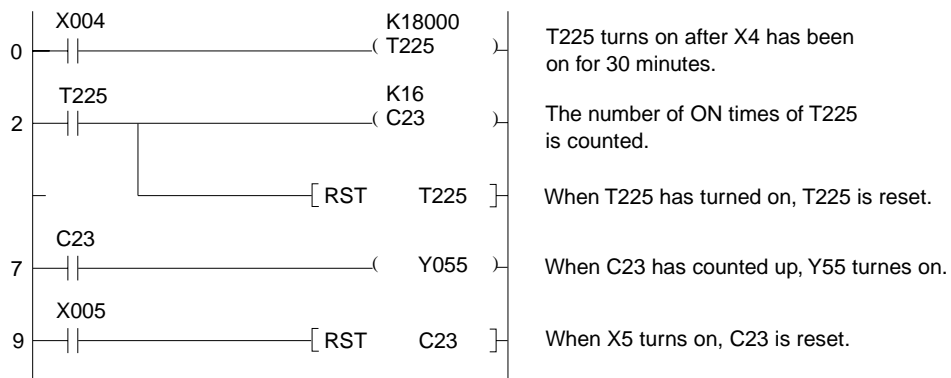 X004 K18000
0 ( T225 ) T225 turns on after X4 has been
on for 30 minutes.
T225 K16
2 ( C23 ) The number of ON times of T225
is counted.
[ RST T225 ] When T225 has turned on, T225 is reset.
C23
7 ( Y055 ) When C23 has counted up, Y55 turnes on.
X005
9 [ RST C23 ] When X5 turns on, C23 is reset.